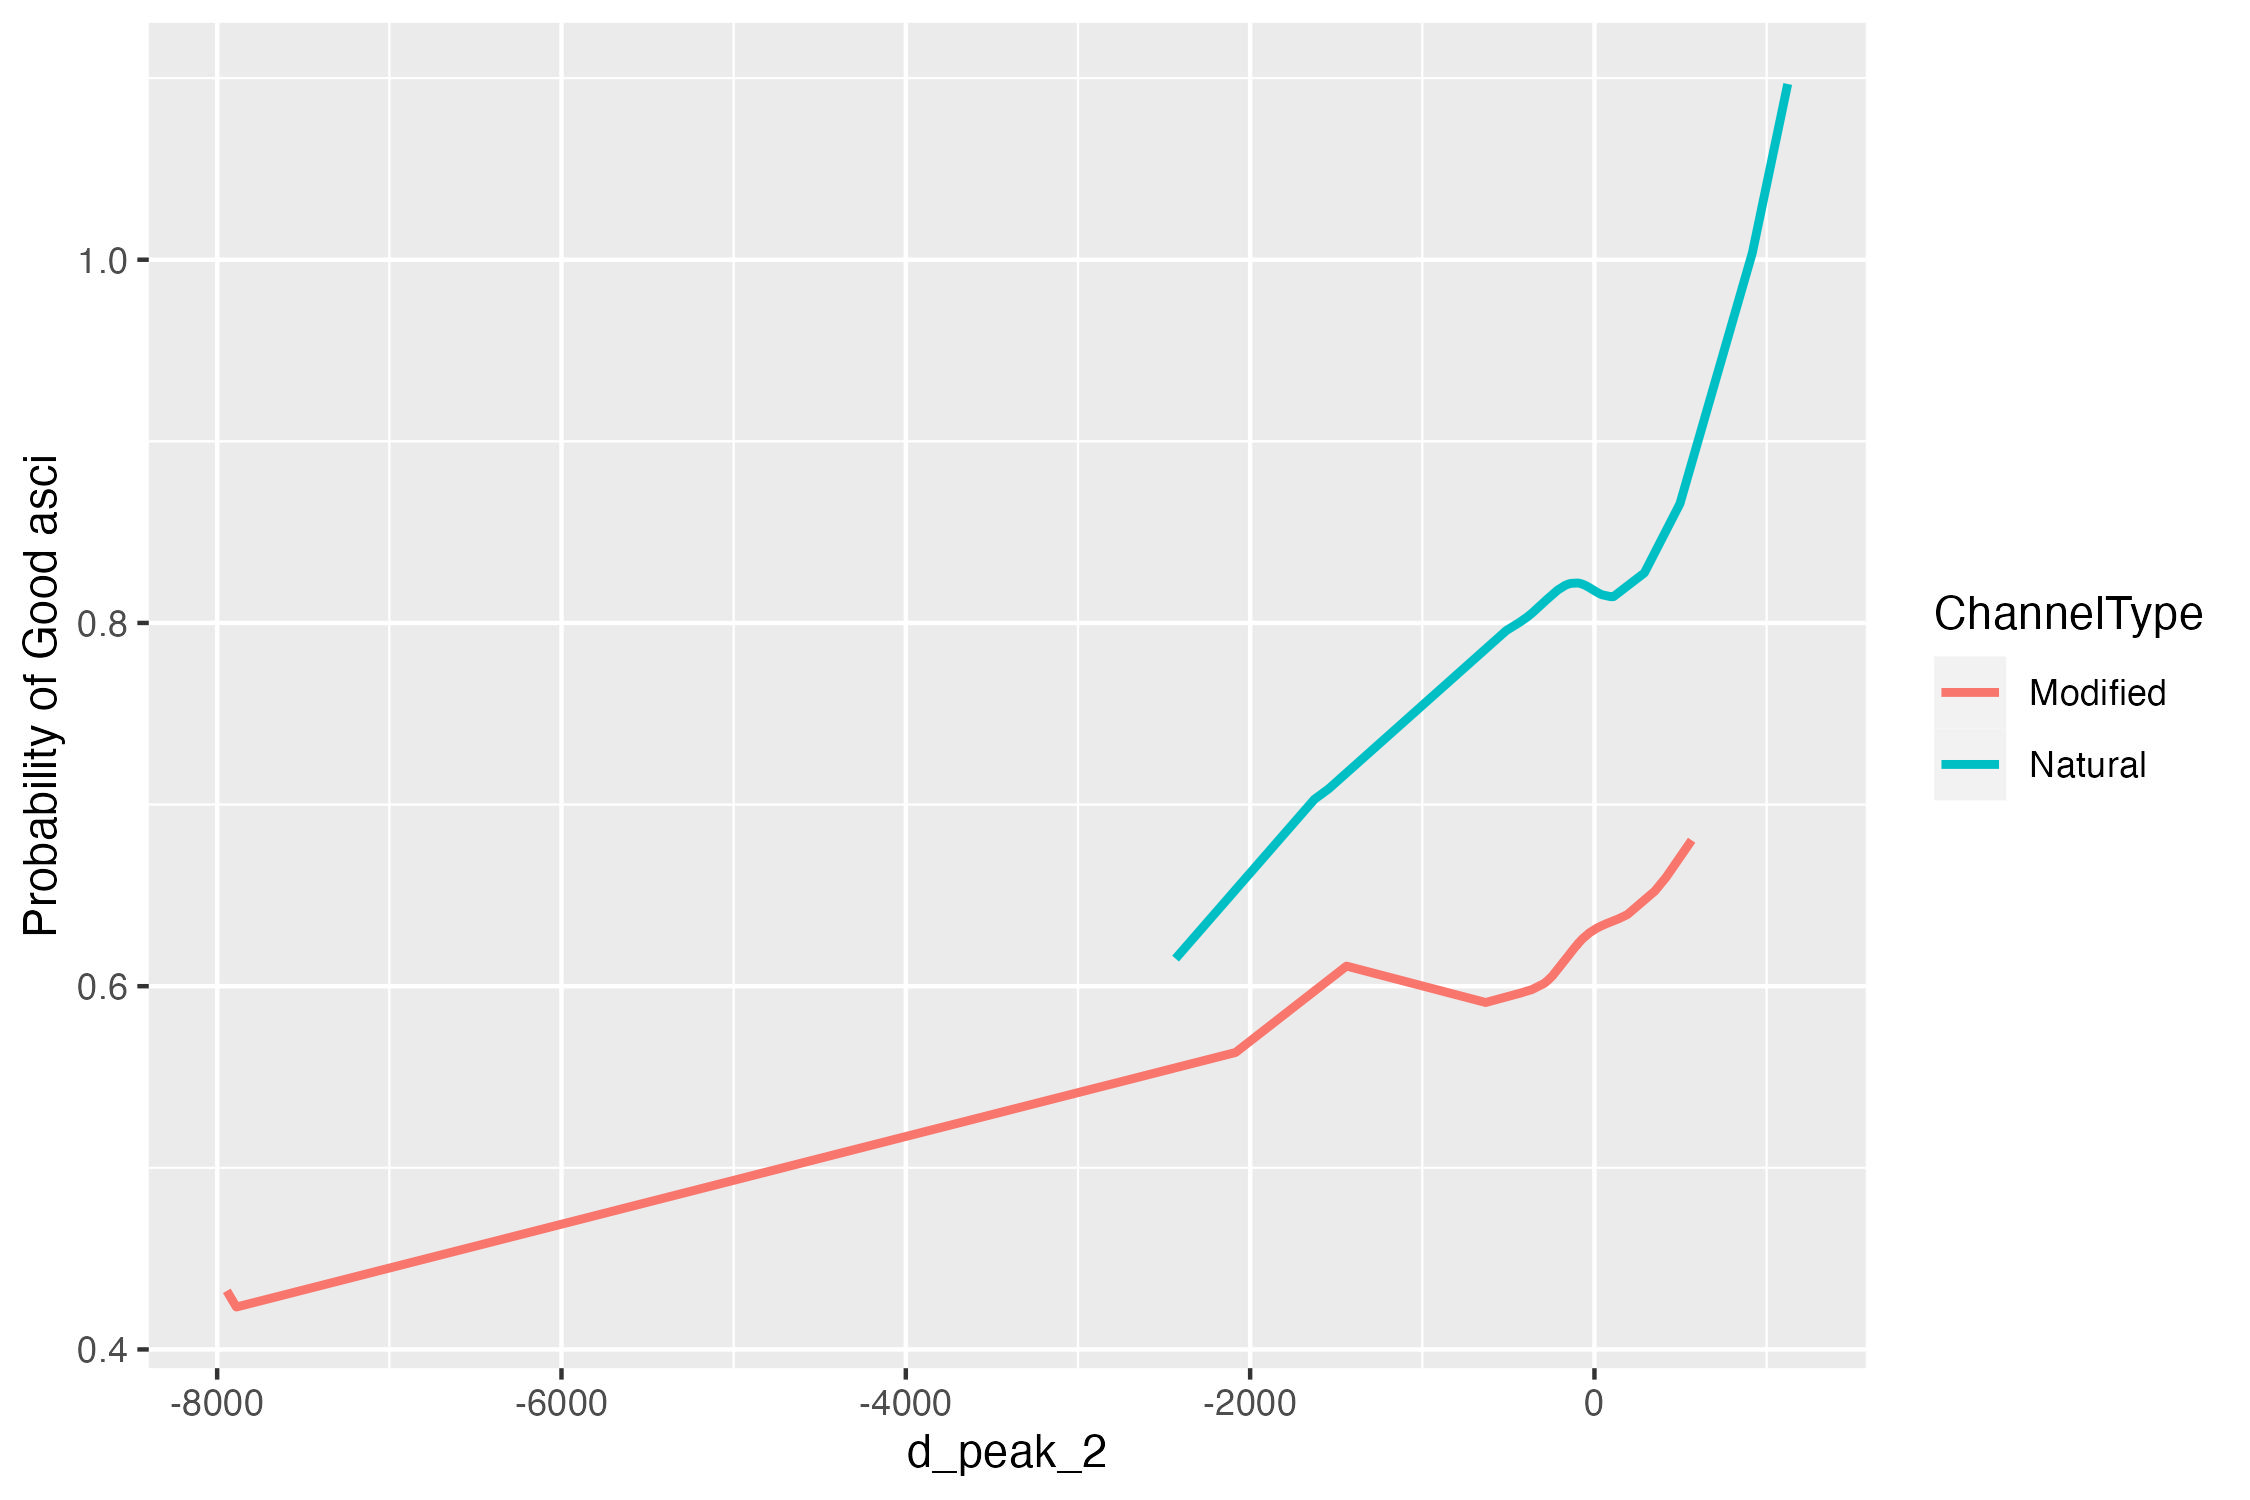 Probability of Good asci
1.0
0.8
0.6
0.4
-8000
-6000
-4000
-2000
0
d_peak_2
ChannelType
Modified
Natural